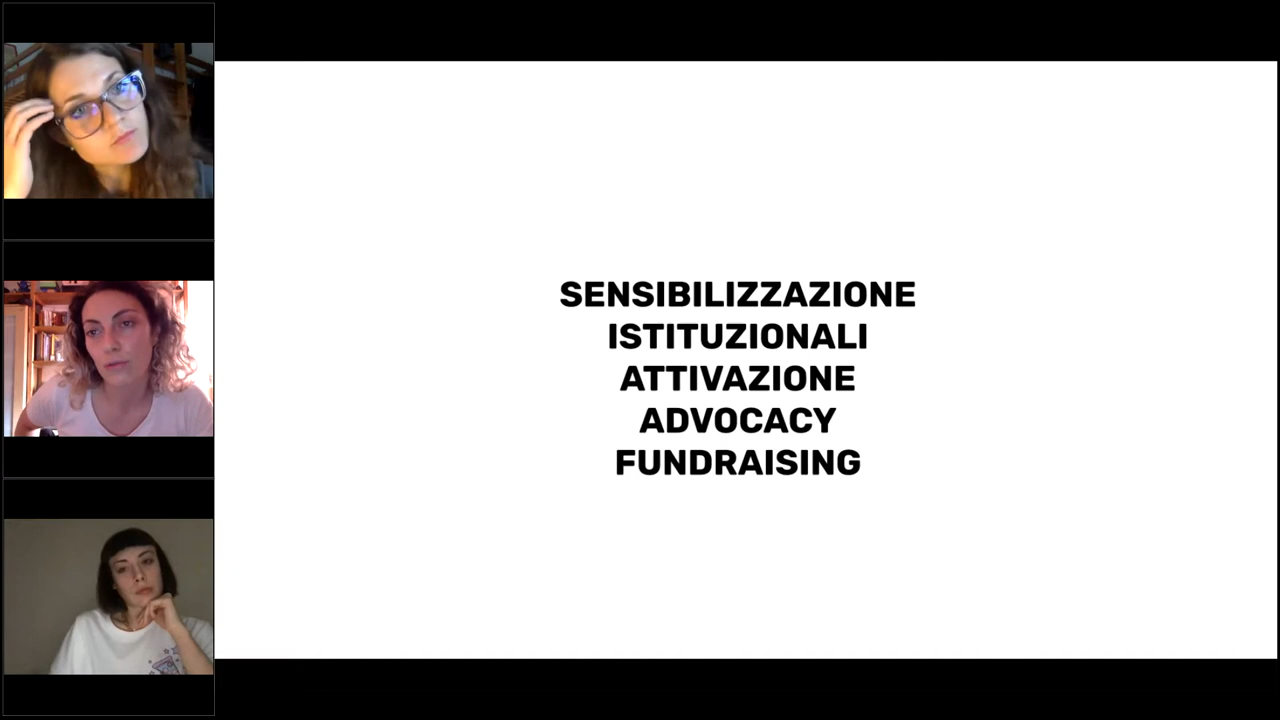 SENSIBILIZZAZIONE
ISTITUZIONALI
ATTIVAZIONE
ADVOCACY
FUNDRAISING